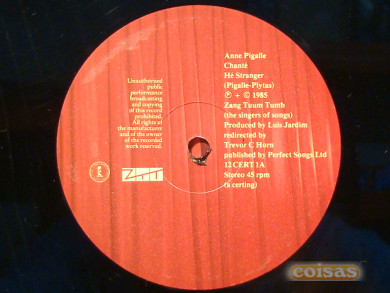 Unauthorised
public
performance
broadcasting
and copying
of this record
prohibited.
All rights of
the manufacturer
and of the owner
of the recorded
work reserved.
ZTT
Anne Pigalle
Chanté
Hé Stranger
(Pigalle-Plytas)
℗ + © 1985
Zang Tuum Tumb
(the singers of songs)
Produced by Luis Jardim
redirected by
Trevor C Horn
published by Perfect Songs Ltd
12 CERT 1A
Stereo 45 rpm
(a certing)
coisas